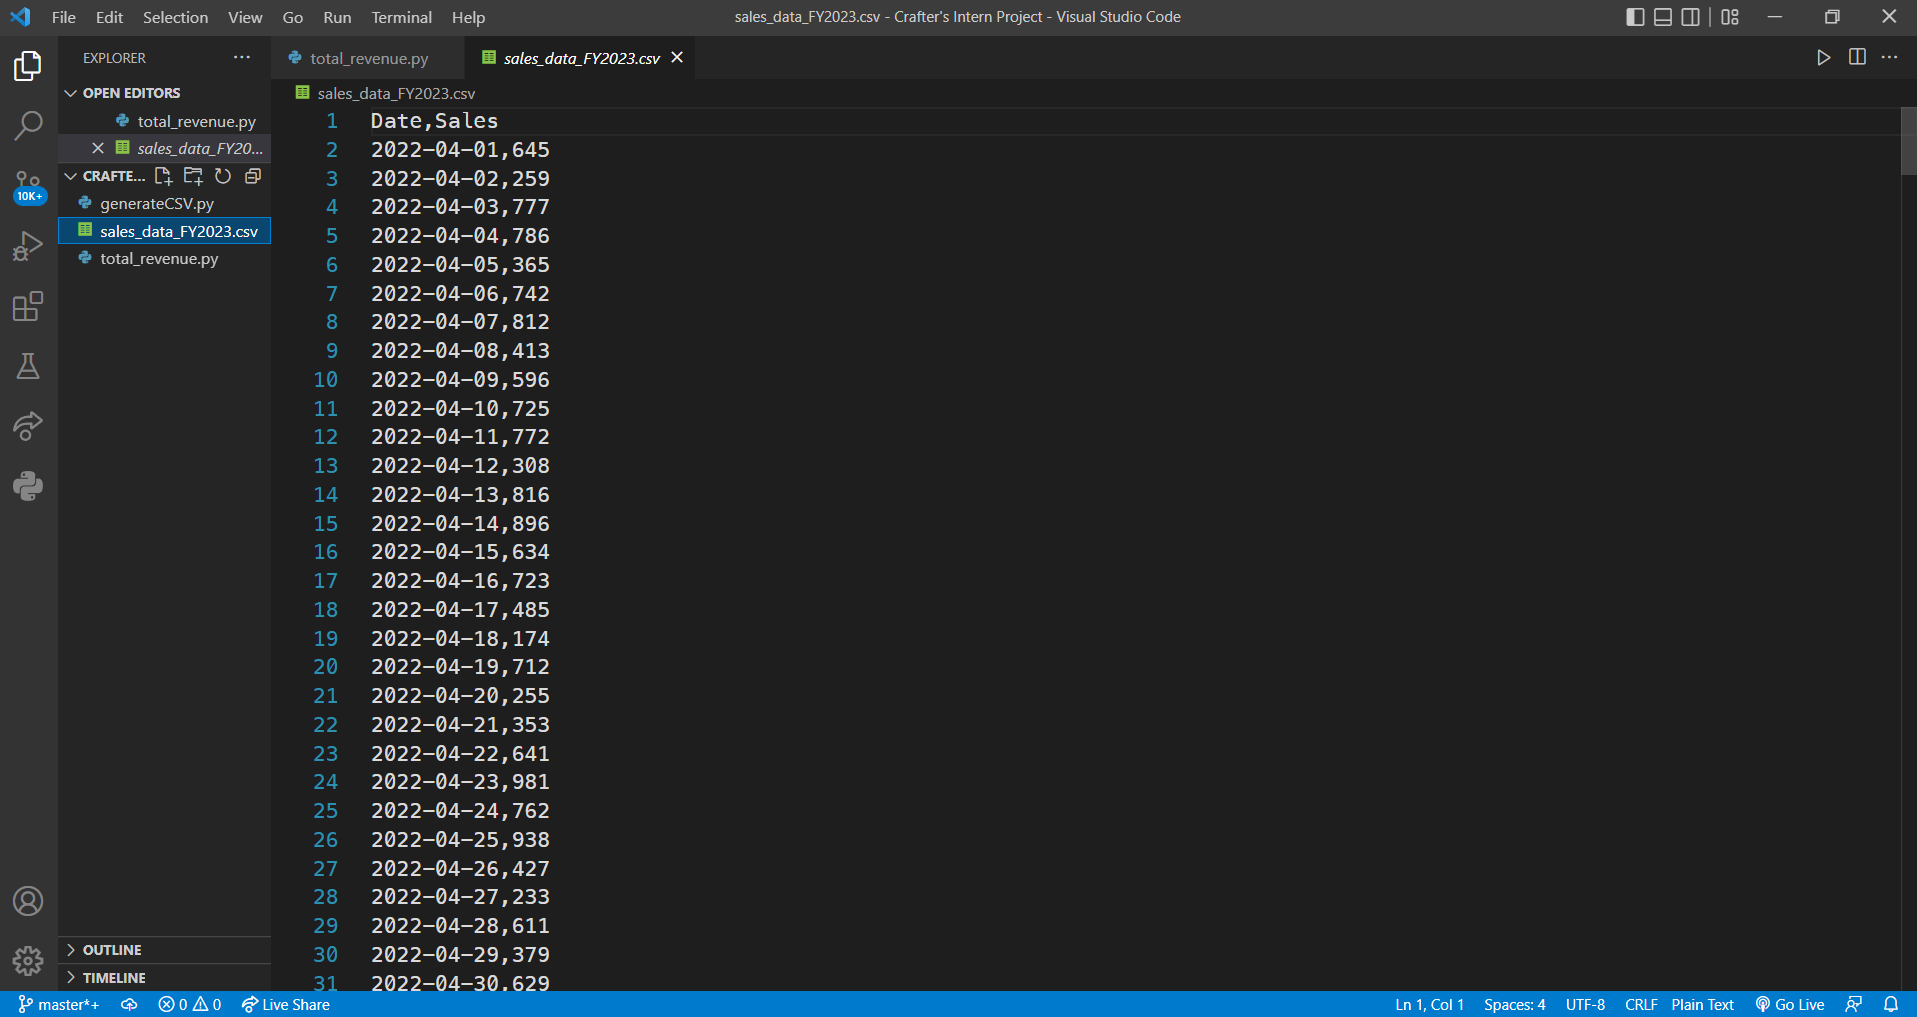 File Edit Selection View Go Run Terminal Help
sales_data_FY2023.csv - Crafter's Intern Project - Visual Studio Code
EXPLORER
OPEN EDITORS
total_revenue.py
sales_data_FY20...
CRAFTE...
generateCSV.py
sales_data_FY2023.csv
total_revenue.py
10K+
OUTLINE
TIMELINE
total_revenue.py sales_data_FY2023.csv
sales_data_FY2023.csv
1 Date,Sales
2 2022-04-01,645
3 2022-04-02,259
4 2022-04-03,777
5 2022-04-04,786
6 2022-04-05,365
7 2022-04-06,742
8 2022-04-07,812
9 2022-04-08,413
10 2022-04-09,596
11 2022-04-10,725
12 2022-04-11,772
13 2022-04-12,308
14 2022-04-13,816
15 2022-04-14,896
16 2022-04-15,634
17 2022-04-16,723
18 2022-04-17,485
19 2022-04-18,174
20 2022-04-19,712
21 2022-04-20,255
22 2022-04-21,353
23 2022-04-22,641
24 2022-04-23,981
25 2022-04-24,762
26 2022-04-25,938
27 2022-04-26,427
28 2022-04-27,233
29 2022-04-28,611
30 2022-04-29,379
31 2022-04-30,629
master*+ 0 0 Live Share Ln 1, Col 1 Spaces: 4 UTF-8 CRLF Plain Text Go Live